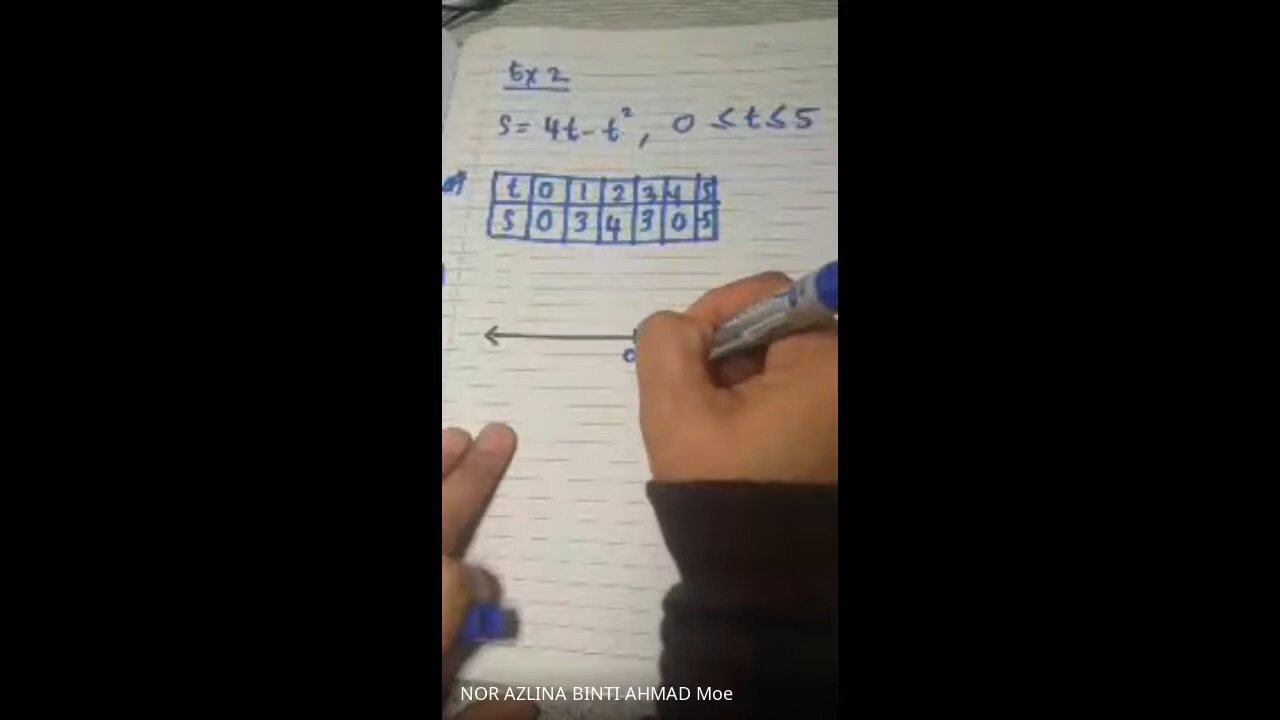 Ex 2
S = 4t - t², 0 ≤ t ≤ 5
a)
t 0 1 2 3 4 5
S 0 3 4 3 0 5
0
NOR AZLINA BINTI AHMAD Moe